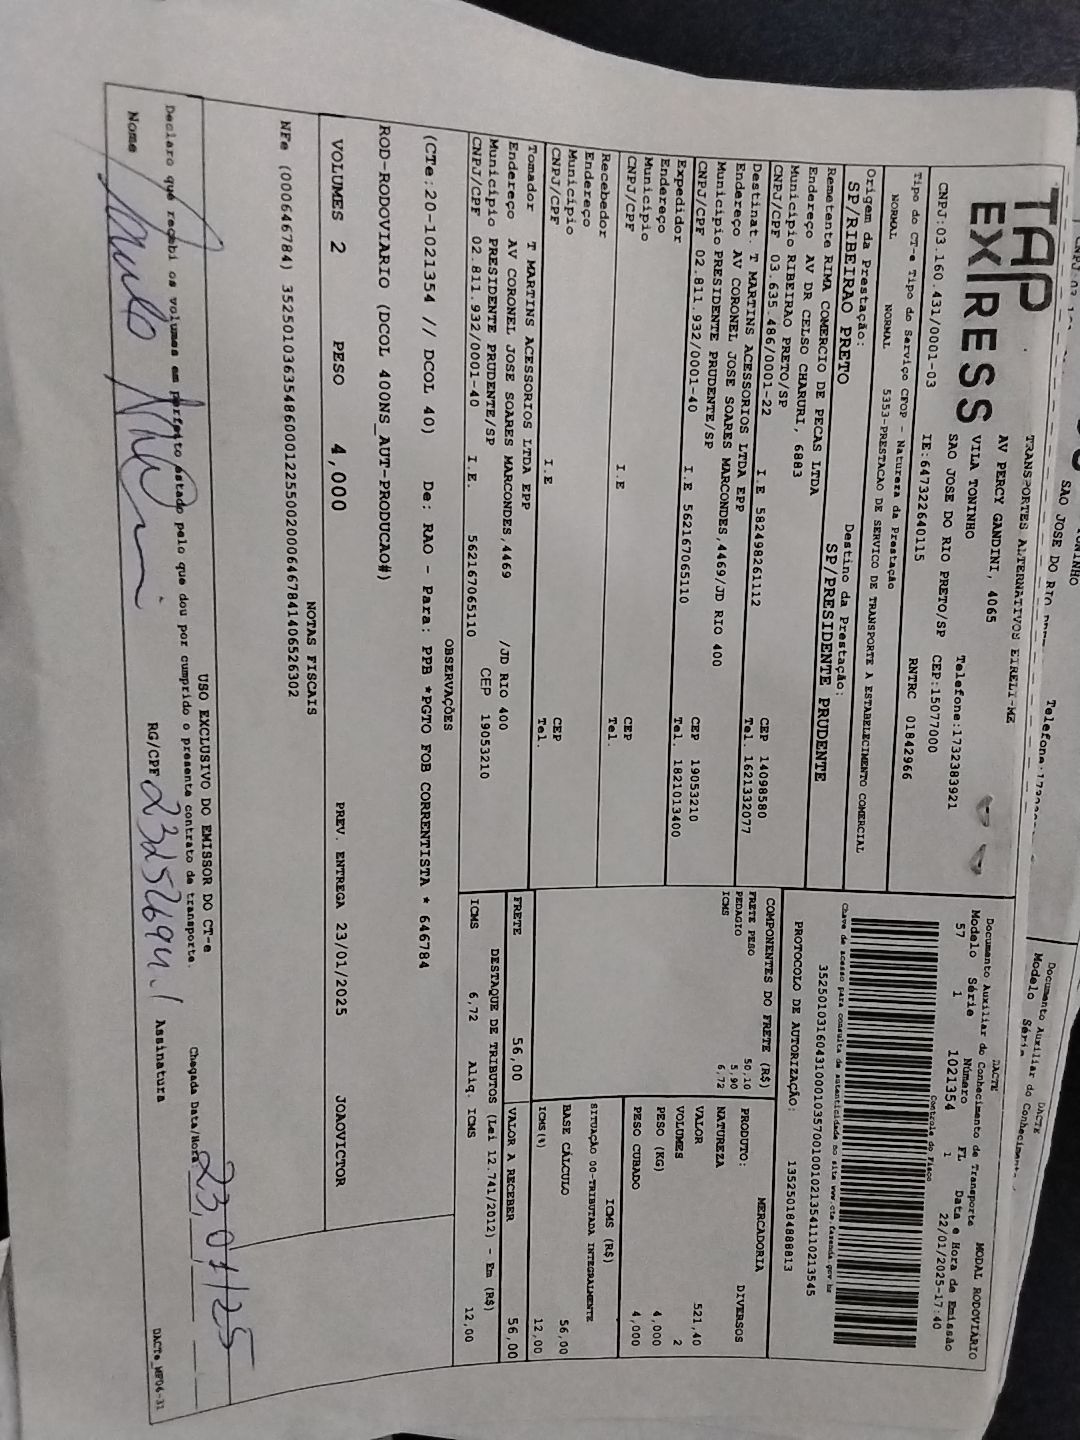 TAP
EXPRESS
TRANSPORTES ALTERNATIVOS EIRELI-ME
AV PERCY GANDINI, 4065
VILA TONINHO
SAO JOSE DO RIO PRETO/SP CEP:15077000
Telefone:1732383921
CNPJ:03.160.431/0001-03 IE:647322640115 RNTRC 01842966
DACTE
Documento Auxiliar do Conhecimento de Transporte MODAL RODOVIÁRIO
Modelo Série Número FL Data e Hora de Emissão
57 1 1021354 1 22/01/2025-17:40
Controle do Fisco
Chave de acesso para consulta de autenticidade no site www.cte.fazenda.gov.br
PROTOCOLO DE AUTORIZAÇÃO: 135250184888813
Tipo do CT-e Tipo do Serviço CFOP - Natureza da Prestação
NORMAL NORMAL 5353-PRESTACAO DE SERVICO DE TRANSPORTE A ESTABELECIMENTO COMERCIAL
Origem da Prestação: Destino da Prestação:
SP/RIBEIRAO PRETO SP/PRESIDENTE PRUDENTE
Remetente RIMA COMERCIO DE PECAS LTDA
Endereço AV DR CELSO CHARURI, 6883
Município RIBEIRAO PRETO/SP CEP 14098580
CNPJ/CPF 03.635.486/0001-22 I.E 582498261112 Tel. 1621332077
Destinat. T MARTINS ACESSORIOS LTDA EPP
Endereço AV CORONEL JOSE SOARES MARCONDES,4469/JD RIO 400
Município PRESIDENTE PRUDENTE/SP CEP 19053210
CNPJ/CPF 02.811.932/0001-40 I.E 562167065110 Tel. 1821013400
Expedidor
Endereço
Município CEP
CNPJ/CPF I.E Tel.
Recebedor
Endereço
Município CEP
CNPJ/CPF I.E Tel.
Tomador T MARTINS ACESSORIOS LTDA EPP
Endereço AV CORONEL JOSE SOARES MARCONDES,4469 /JD RIO 400
Município PRESIDENTE PRUDENTE/SP CEP 19053210
CNPJ/CPF 02.811.932/0001-40 I.E. 562167065110
COMPONENTES DO FRETE (R$)
FRETE PESO 50,10
PEDAGIO 5,90
ICMS 6,72
MERCADORIA
PRODUTO: DIVERSOS
NATUREZA
VALOR 521,40
VOLUMES 2
PESO (KG) 4,000
PESO CUBADO 4,000
ICMS (R$)
SITUAÇÃO 00-TRIBUTADA INTEGRALMENTE
BASE CÁLCULO 56,00
ICMS(%) 12,00
FRETE 56,00 VALOR A RECEBER 56,00
DESTAQUE DE TRIBUTOS (Lei 12.741/2012) - Em (R$)
ICMS 6,72 Aliq. ICMS 12,00
OBSERVAÇÕES
(CTe:20-1021354 // DCOL 40) De: RAO - Para: PPB *PGTO FOB CORRENTISTA * 646784
ROD-RODOVIARIO (DCOL 400NS_AUT-PRODUCAO#)
VOLUMES 2 PESO 4,000 PREV. ENTREGA 23/01/2025 JOAOVICTOR
NOTAS FISCAIS
NFe (000646784)
USO EXCLUSIVO DO EMISSOR DO CT-e
Declaro que recebi os volumes em perfeito estado pelo que dou por cumprido o presente contrato de transporte. Chegada Data/Hora 23/01/25
Nome RG/CPF Assinatura
DACTe_MF04-31